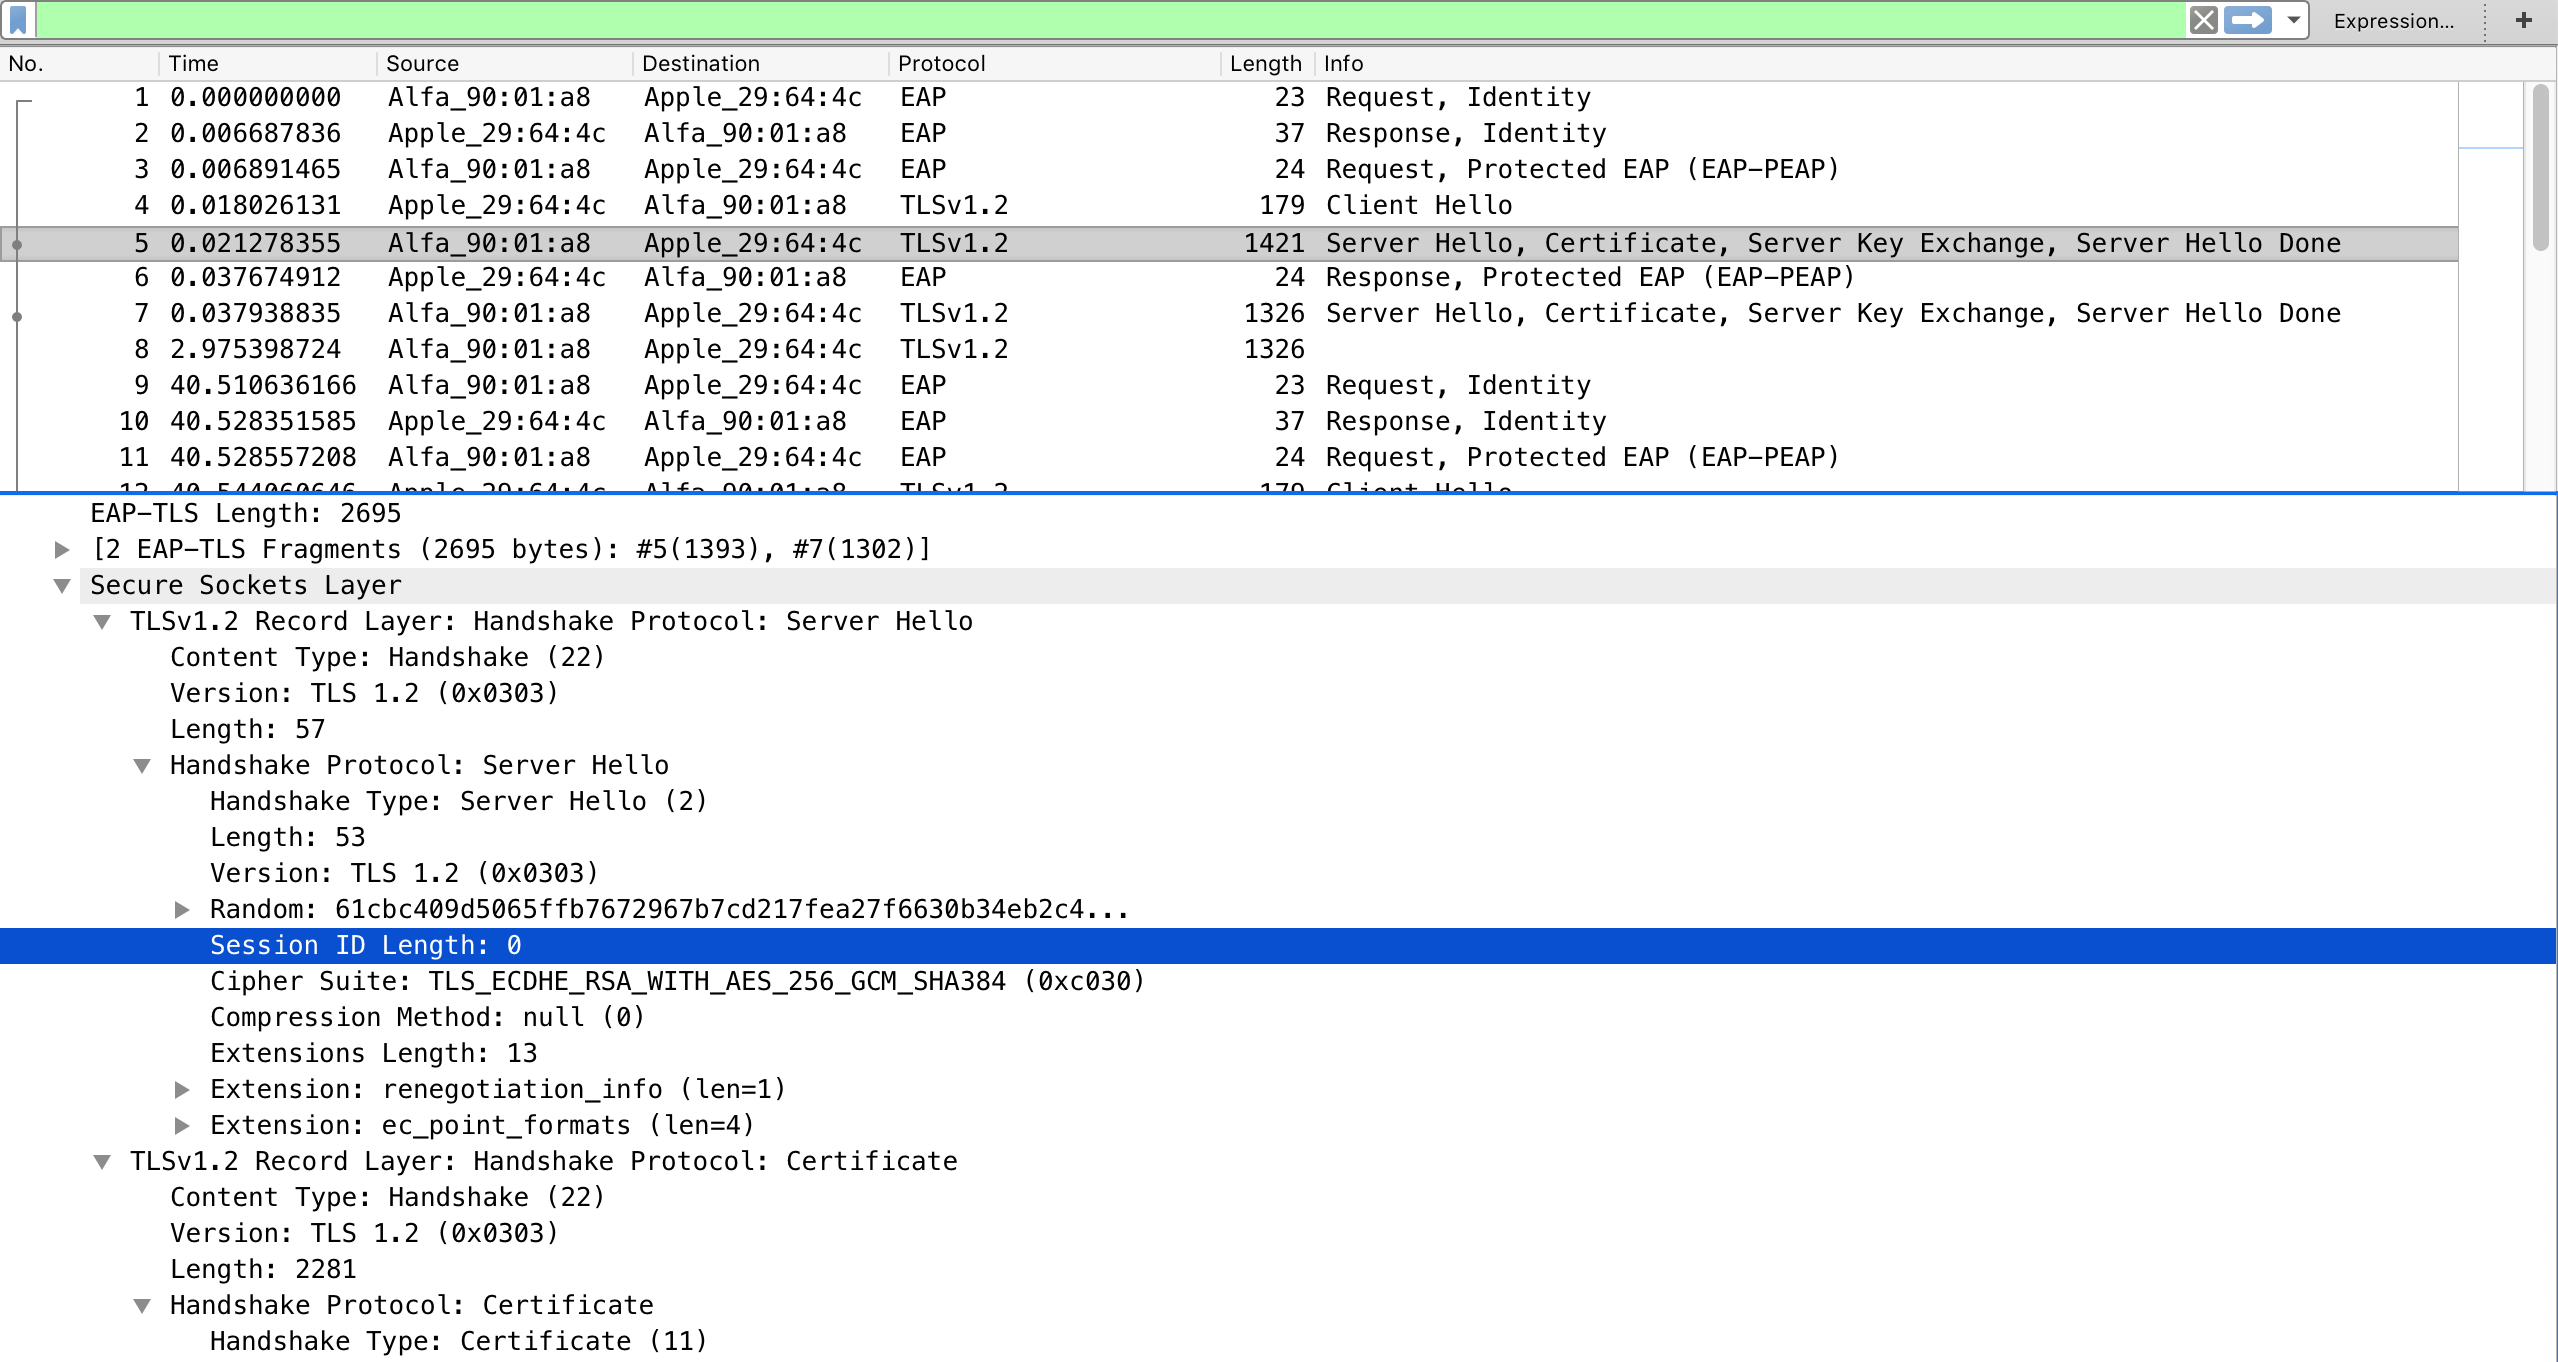 Expression... +
No. Time Source Destination Protocol Length Info
1 0.000000000 Alfa_90:01:a8 Apple_29:64:4c EAP 23 Request, Identity
2 0.006687836 Apple_29:64:4c Alfa_90:01:a8 EAP 37 Response, Identity
3 0.006891465 Alfa_90:01:a8 Apple_29:64:4c EAP 24 Request, Protected EAP (EAP-PEAP)
4 0.018026131 Apple_29:64:4c Alfa_90:01:a8 TLSv1.2 179 Client Hello
5 0.021278355 Alfa_90:01:a8 Apple_29:64:4c TLSv1.2 1421 Server Hello, Certificate, Server Key Exchange, Server Hello Done
6 0.037674912 Apple_29:64:4c Alfa_90:01:a8 EAP 24 Response, Protected EAP (EAP-PEAP)
7 0.037938835 Alfa_90:01:a8 Apple_29:64:4c TLSv1.2 1326 Server Hello, Certificate, Server Key Exchange, Server Hello Done
8 2.975398724 Alfa_90:01:a8 Apple_29:64:4c TLSv1.2 1326
9 40.510636166 Alfa_90:01:a8 Apple_29:64:4c EAP 23 Request, Identity
10 40.528351585 Apple_29:64:4c Alfa_90:01:a8 EAP 37 Response, Identity
11 40.528557208 Alfa_90:01:a8 Apple_29:64:4c EAP 24 Request, Protected EAP (EAP-PEAP)
12 Apple_29:64:4c Alfa_90:01:a8 TLSv1.2 179 Client Hello
EAP-TLS Length: 2695
[2 EAP-TLS Fragments (2695 bytes): #5(1393), #7(1302)]
Secure Sockets Layer
TLSv1.2 Record Layer: Handshake Protocol: Server Hello
Content Type: Handshake (22)
Version: TLS 1.2 (0x0303)
Length: 57
Handshake Protocol: Server Hello
Handshake Type: Server Hello (2)
Length: 53
Version: TLS 1.2 (0x0303)
Random: 61cbc409d5065ffb7672967b7cd217fea27f6630b34eb2c4...
Session ID Length: 0
Cipher Suite: TLS_ECDHE_RSA_WITH_AES_256_GCM_SHA384 (0xc030)
Compression Method: null (0)
Extensions Length: 13
Extension: renegotiation_info (len=1)
Extension: ec_point_formats (len=4)
TLSv1.2 Record Layer: Handshake Protocol: Certificate
Content Type: Handshake (22)
Version: TLS 1.2 (0x0303)
Length: 2281
Handshake Protocol: Certificate
Handshake Type: Certificate (11)